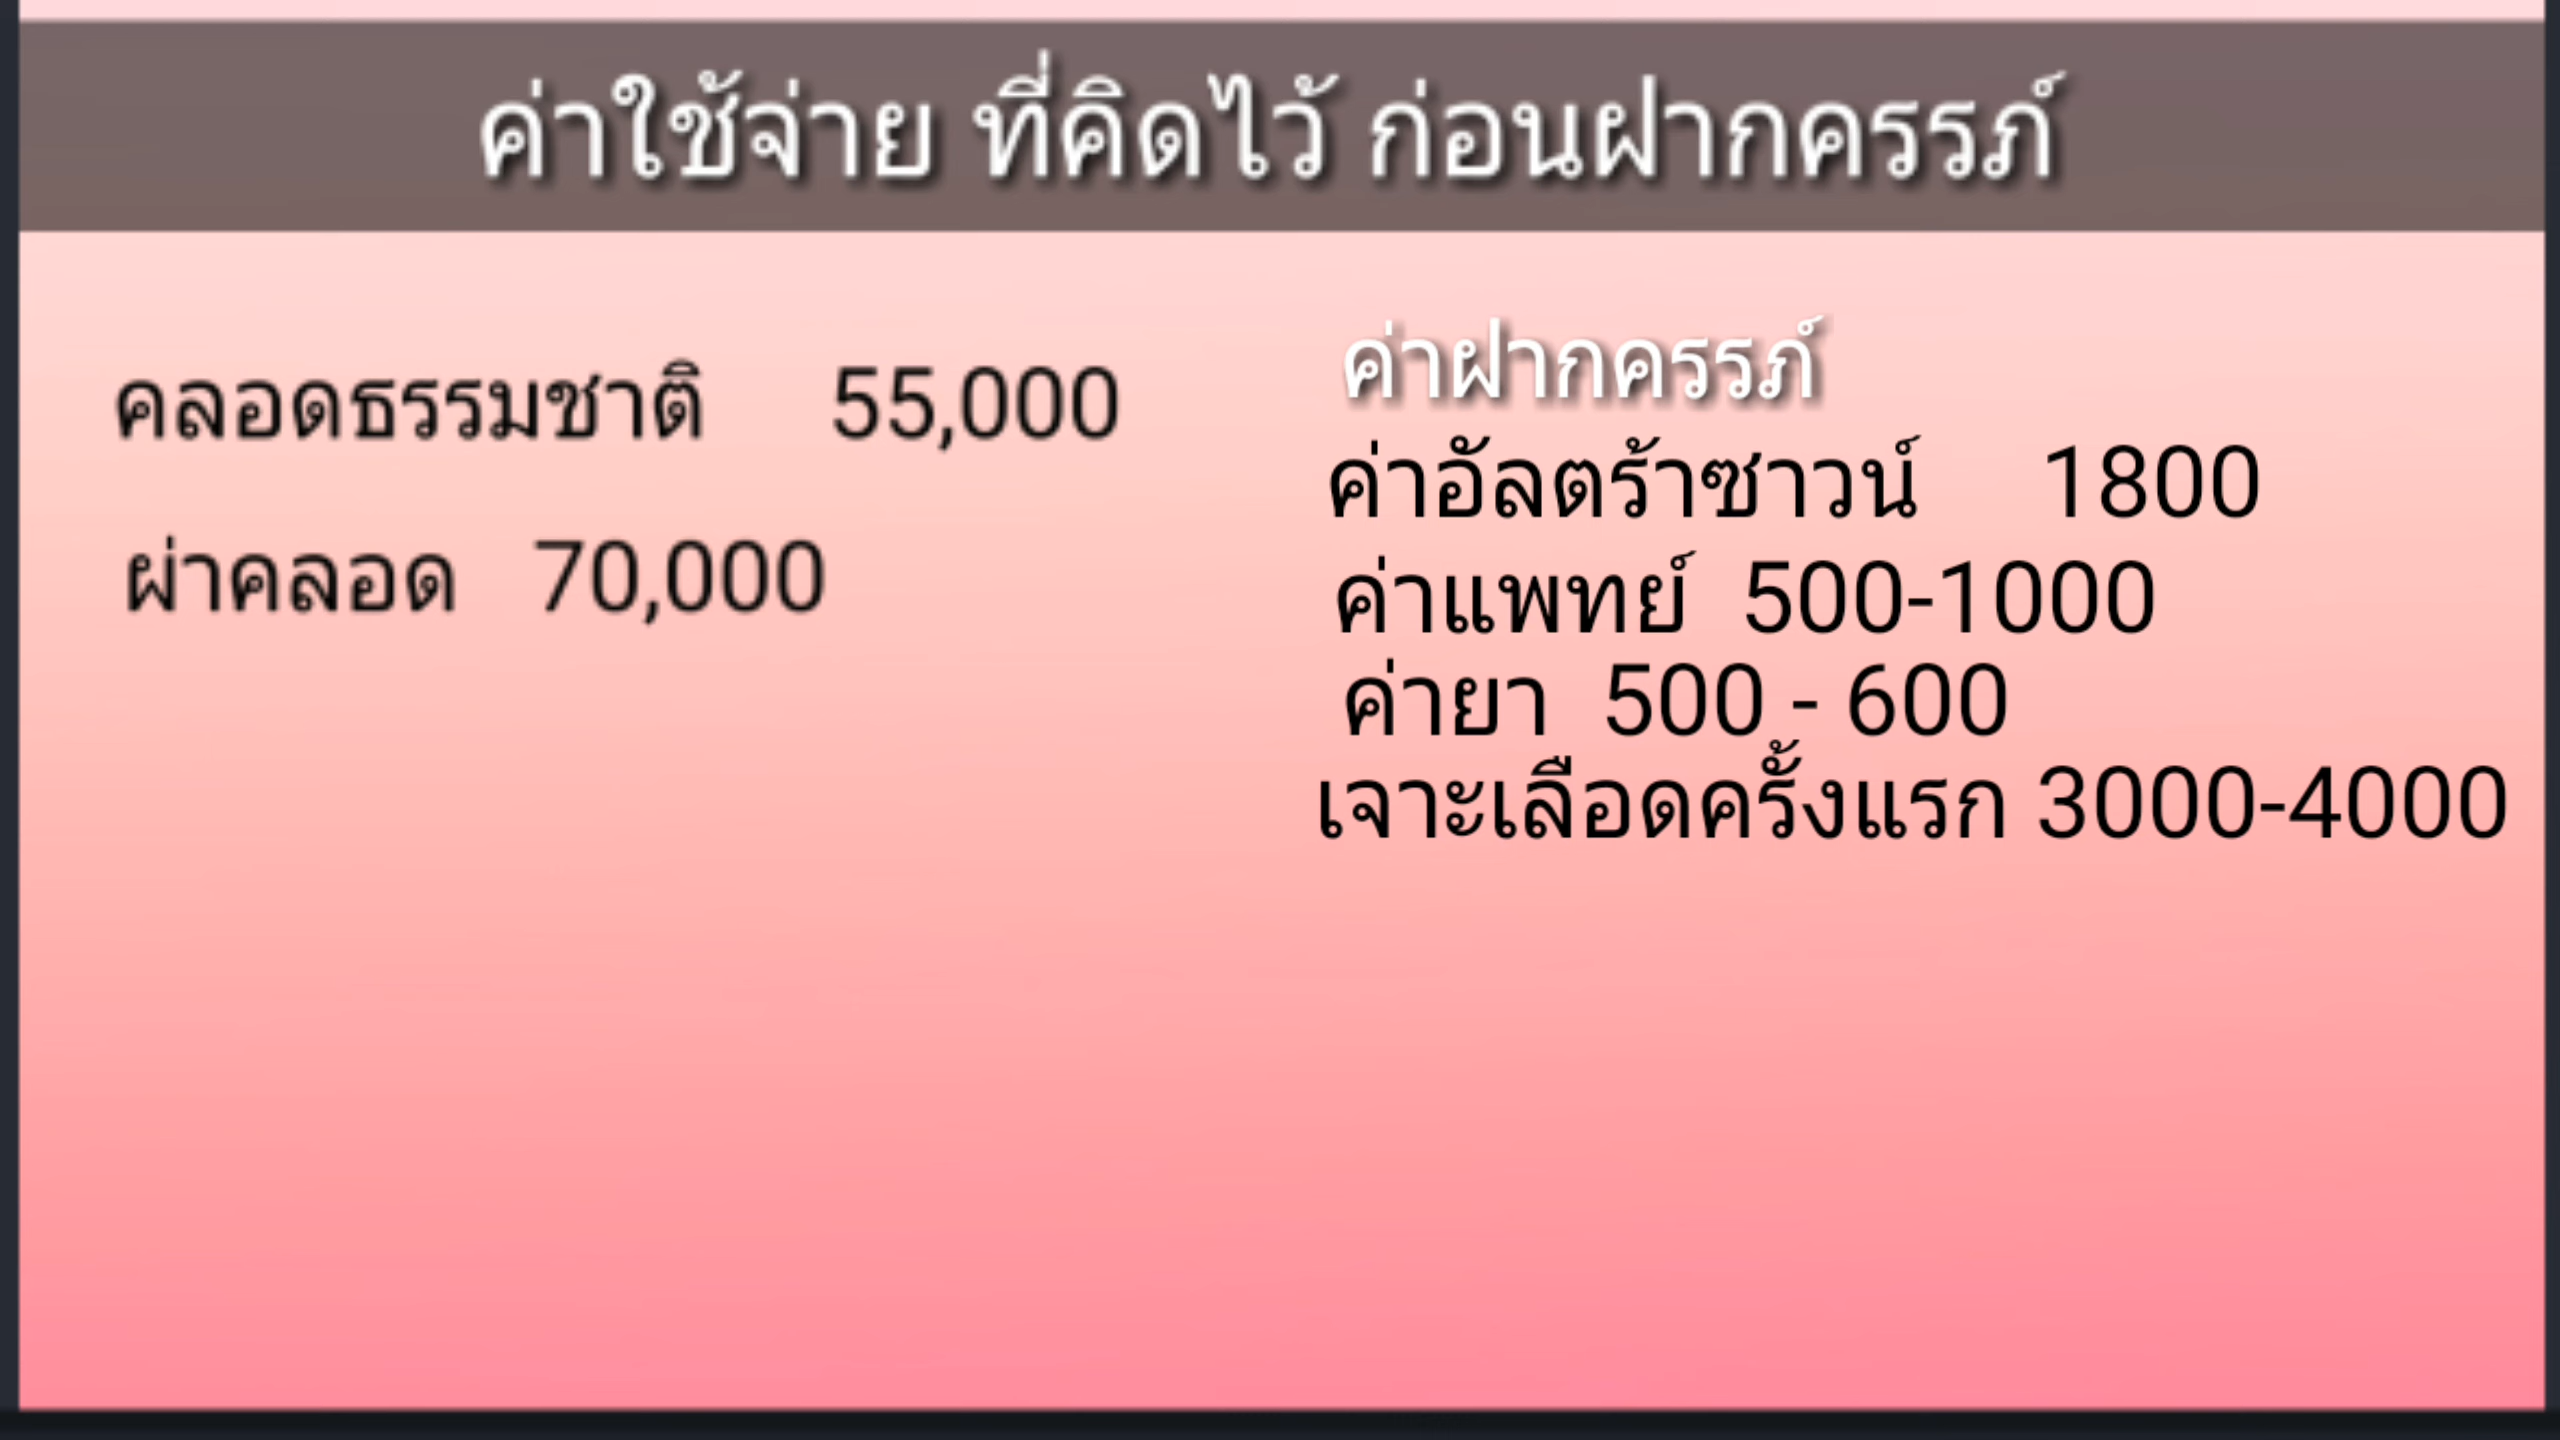 ค่าใช้จ่าย ที่คิดไว้ ก่อนฝากครรภ์
คลอดธรรมชาติ 55,000
ผ่าคลอด 70,000
ค่าฝากครรภ์
ค่าอัลตร้าซาวน์ 1800
ค่าแพทย์ 500-1000
ค่ายา 500 - 600
เจาะเลือดครั้งแรก 3000-4000